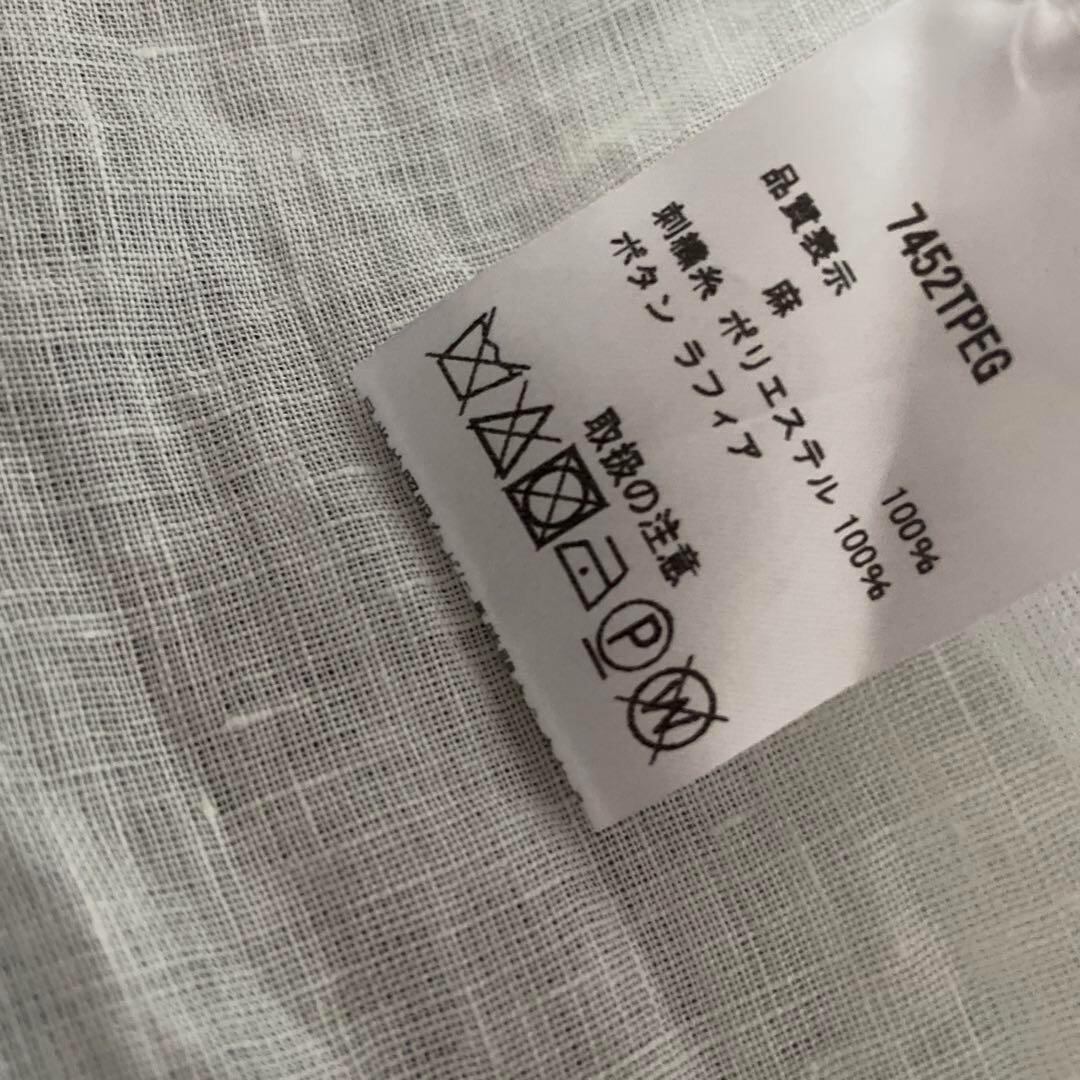 7452TPEG
品質表示
麻 100%
刺繍糸 ポリエステル 100%
ボタン ラフィア
取扱の注意
P
W